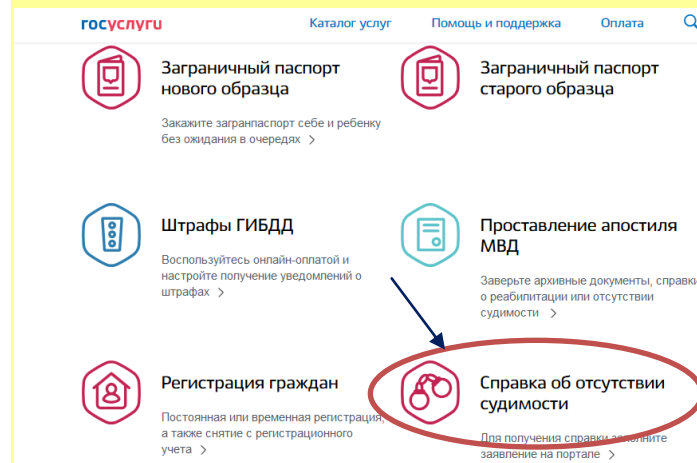 госуслуги Каталог услуг Помощь и поддержка Оплата
Заграничный паспорт
нового образца
Закажите загранпаспорт себе и ребенку
без ожидания в очередях >
Заграничный паспорт
старого образца
Штрафы ГИБДД
Воспользуйтесь онлайн-оплатой и
настройте получение уведомлений о
штрафах >
Проставление апостиля
МВД
Заверьте архивные документы, справки
о реабилитации или отсутствии
судимости >
Регистрация граждан
Постоянная или временная регистрация,
а также снятие с регистрационного
учета >
Справка об отсутствии
судимости
Для получения справки заполните
заявление на портале >